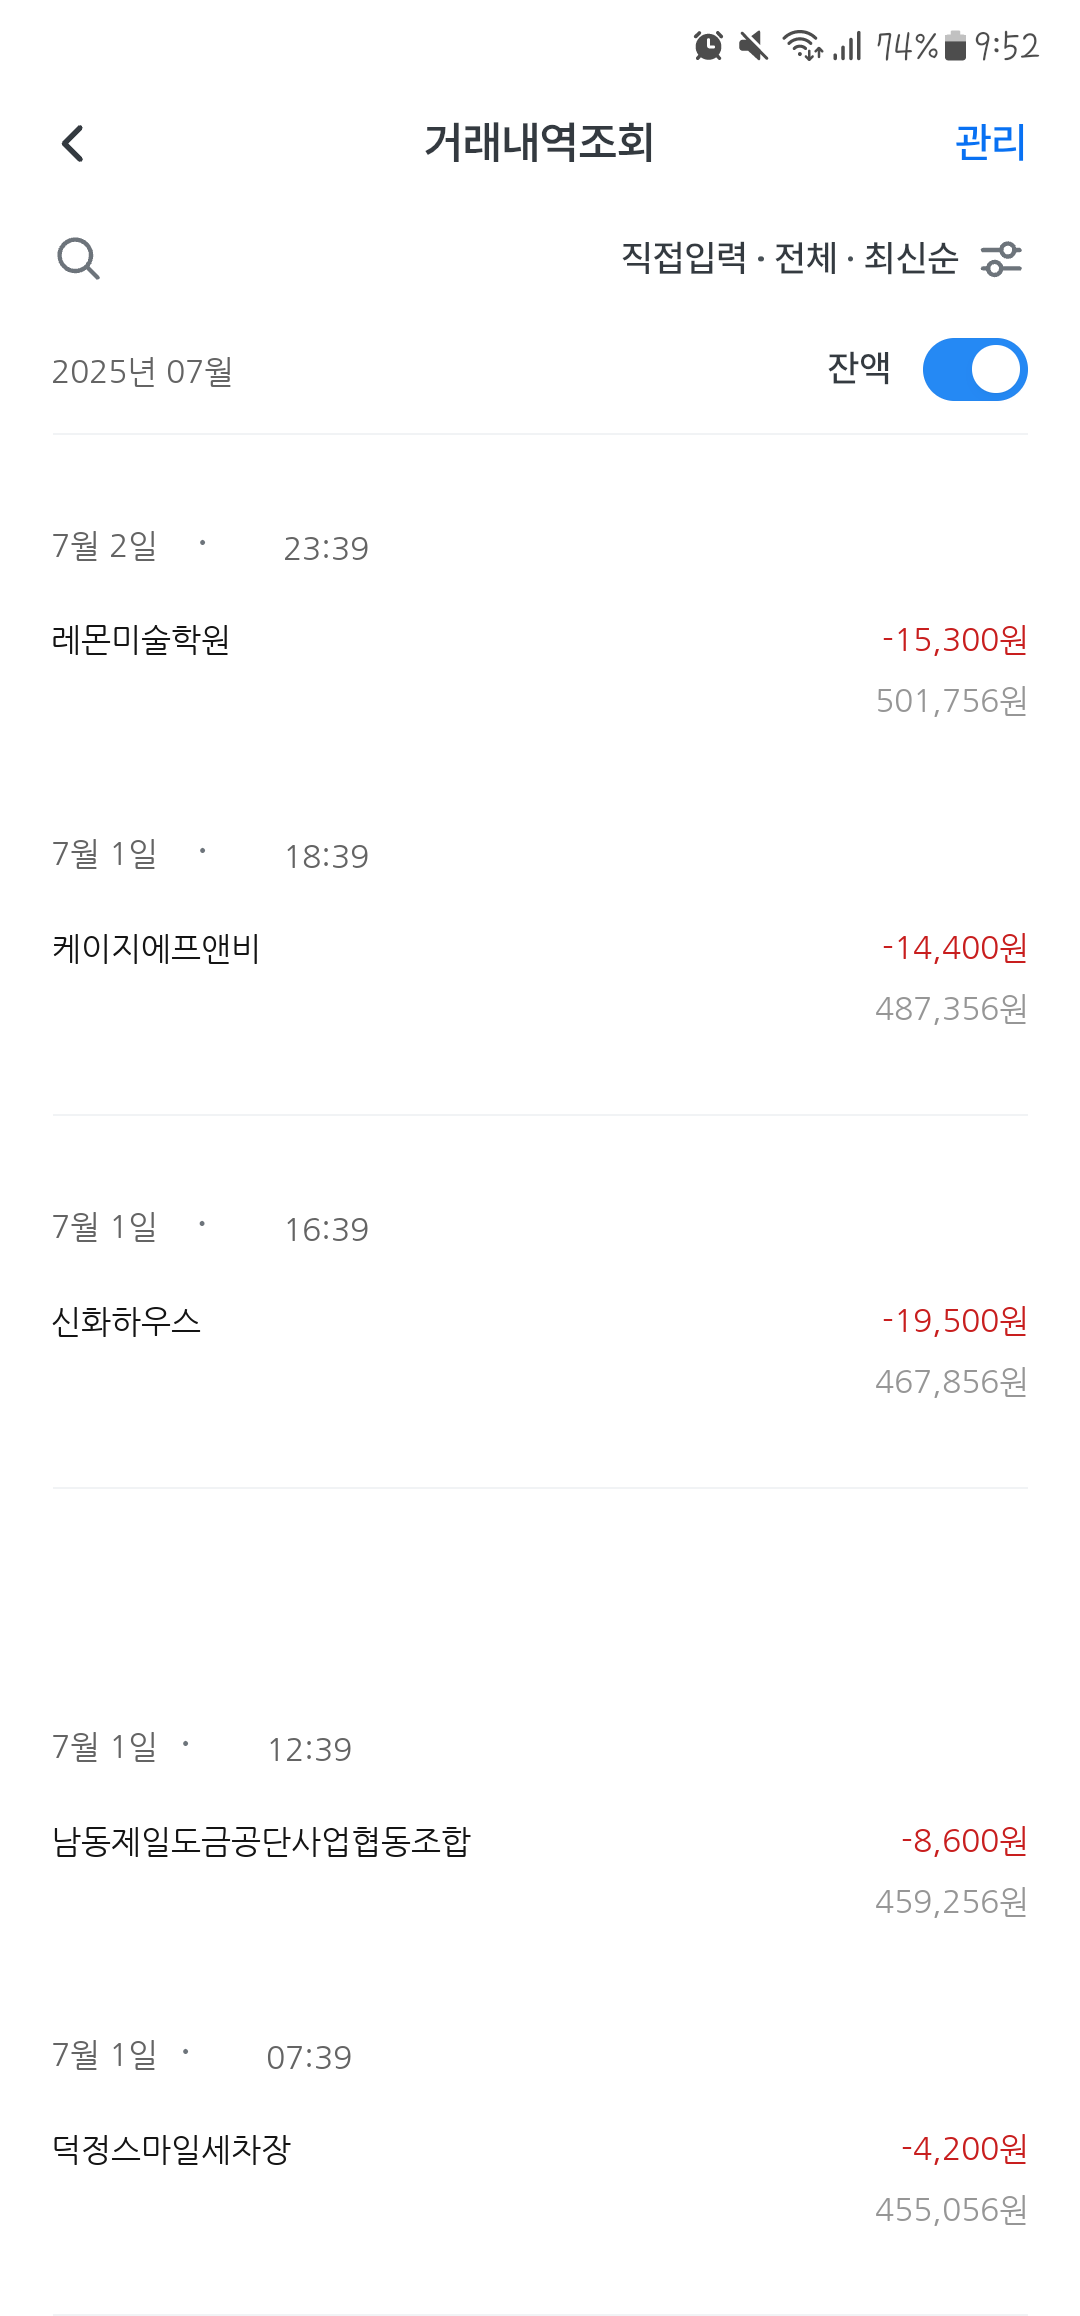 74% 9:52
거래내역조회 관리
직접입력 · 전체 · 최신순
2025년 07월 잔액
7월 2일 · 23:39
레몬미술학원 -15,300원
501,756원
7월 1일 · 18:39
케이지에프앤비 -14,400원
487,356원
7월 1일 · 16:39
신화하우스 -19,500원
467,856원
7월 1일 · 12:39
남동제일도금공단사업협동조합 -8,600원
459,256원
7월 1일 · 07:39
덕정스마일세차장 -4,200원
455,056원